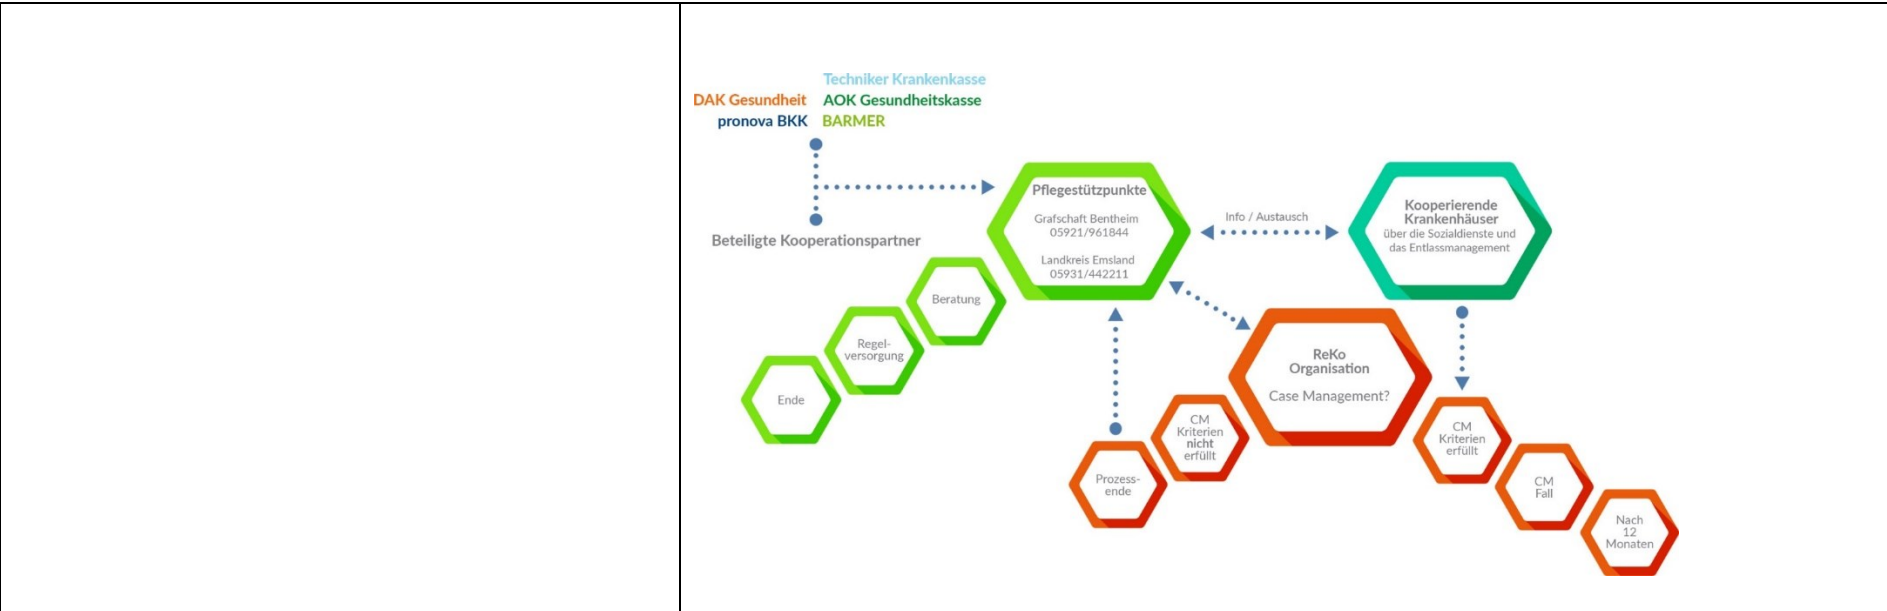 Techniker Krankenkasse
DAK Gesundheit AOK Gesundheitskasse
pronova BKK BARMER
Beteiligte Kooperationspartner
Pflegestützpunkte
Grafschaft Bentheim
05921/961844
Landkreis Emsland
05931/442211
Info / Austausch
Kooperierende
Krankenhäuser
über die Sozialdienste und
das Entlassmanagement
Beratung
Regel-
versorgung
Ende
ReKo
Organisation
Case Management?
CM
Kriterien
nicht
erfüllt
Prozess-
ende
CM
Kriterien
erfüllt
CM
Fall
Nach
12
Monaten